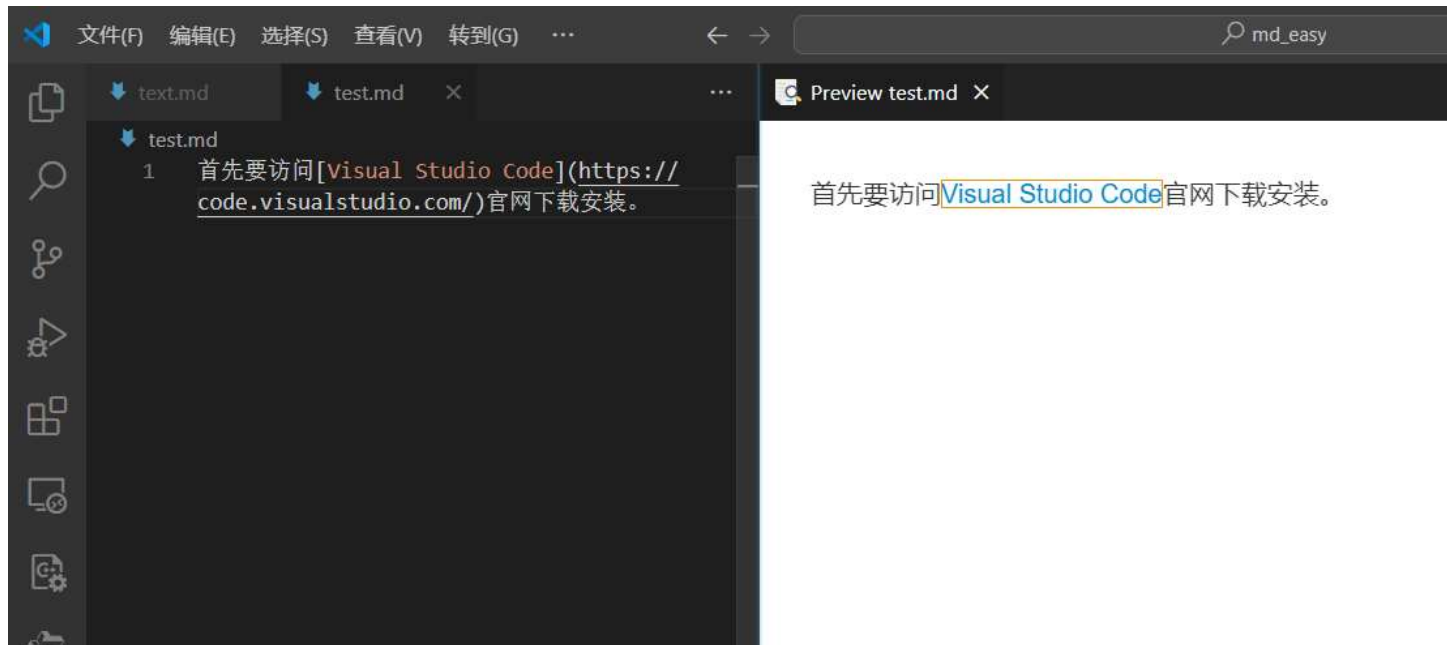 文件(F) 编辑(E) 选择(S) 查看(V) 转到(G) ··· ← → md_easy
text.md test.md × ··· Preview test.md ×
test.md
1 首先要访问[Visual Studio Code](https://
code.visualstudio.com/)官网下载安装。
首先要访问Visual Studio Code官网下载安装。